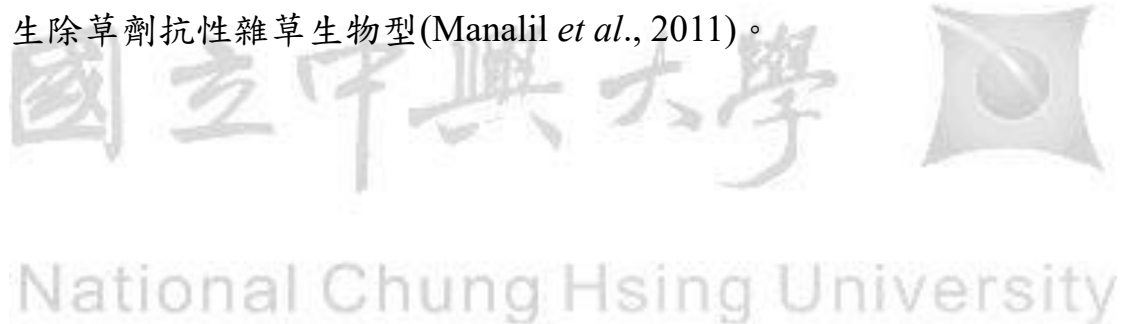 生除草劑抗性雜草生物型(Manalil et al., 2011)。
國立中興大學
National Chung Hsing University